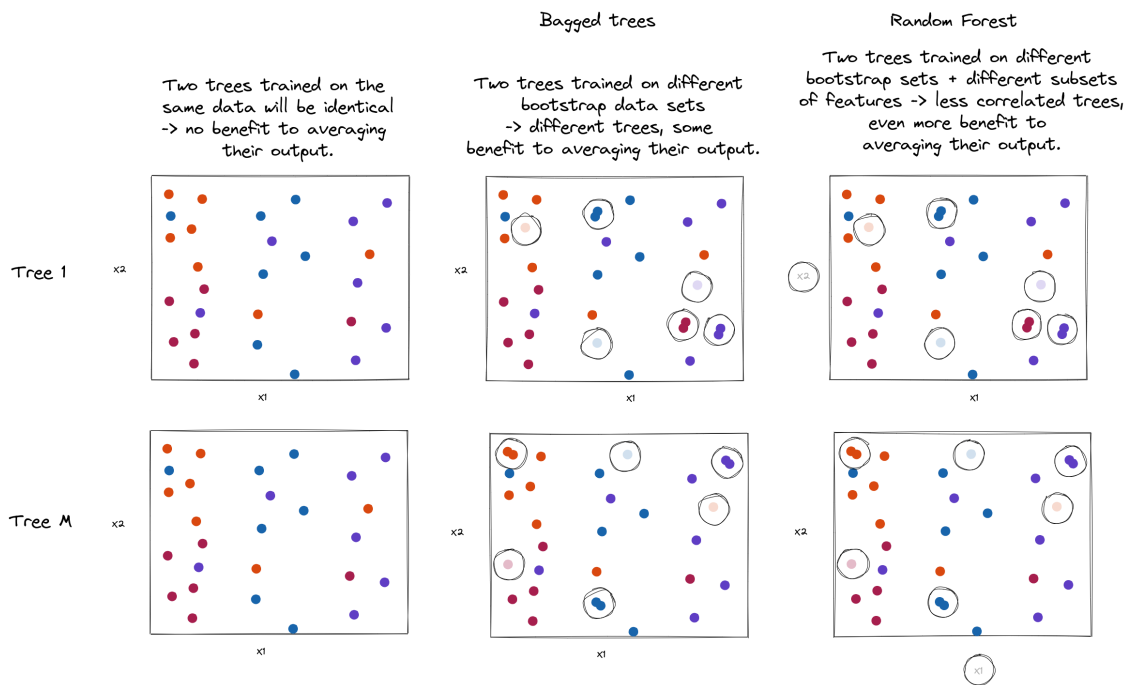 Bagged trees
Random Forest
Two trees trained on the
same data will be identical
-> no benefit to averaging
their output.
Two trees trained on different
bootstrap data sets
-> different trees, some
benefit to averaging their output.
Two trees trained on different
bootstrap sets + different subsets
of features -> less correlated trees,
even more benefit to
averaging their output.
Tree 1
x2
x2
x2
x1
x1
x1
Tree M
x2
x2
x2
x1
x1
x1